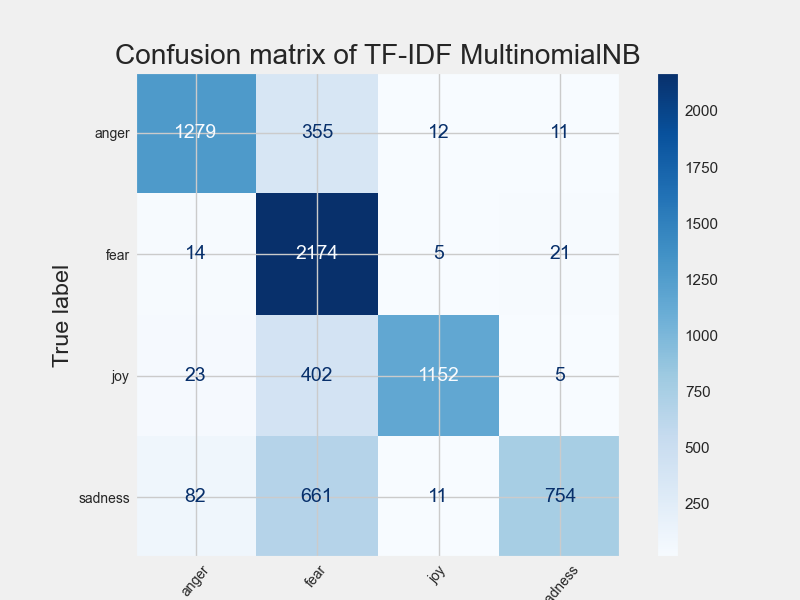 Confusion matrix of TF-IDF MultinomialNB
anger 1279 355 12 11
fear 14 2174 5 21
joy 23 402 1152 5
sadness 82 661 11 754
True label
anger fear joy adness
2000
1750
1500
1250
1000
750
500
250